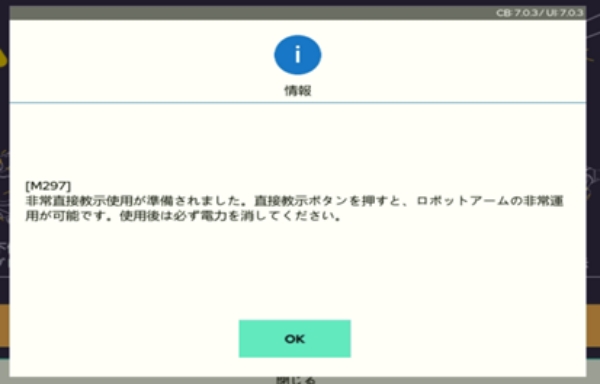 CB 7.0.3 / UI 7.0.3
i
情報
[M297]
非常直接教示使用が準備されました。直接教示ボタンを押すと、ロボットアームの非常運
用が可能です。使用後は必ず電力を消してください。
OK
閉じる